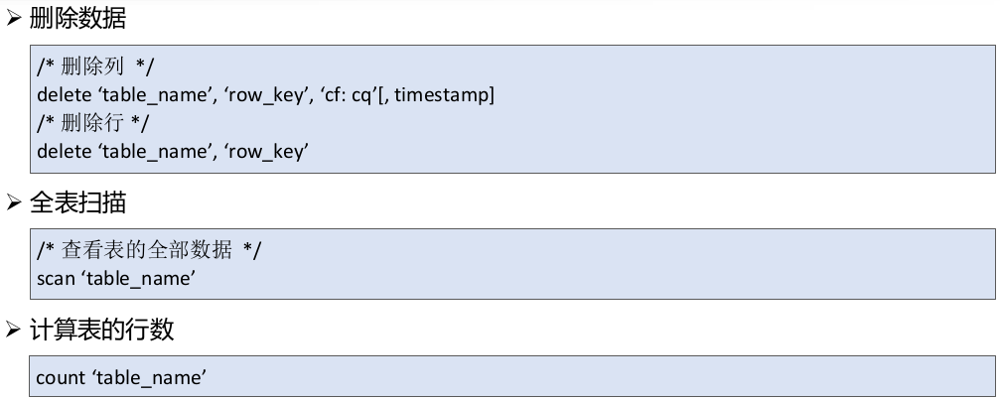 ➢ 删除数据
/* 删除列 */
delete ‘table_name’, ‘row_key’, ‘cf: cq’[, timestamp]
/* 删除行 */
delete ‘table_name’, ‘row_key’
➢ 全表扫描
/* 查看表的全部数据 */
scan ‘table_name’
➢ 计算表的行数
count ‘table_name’